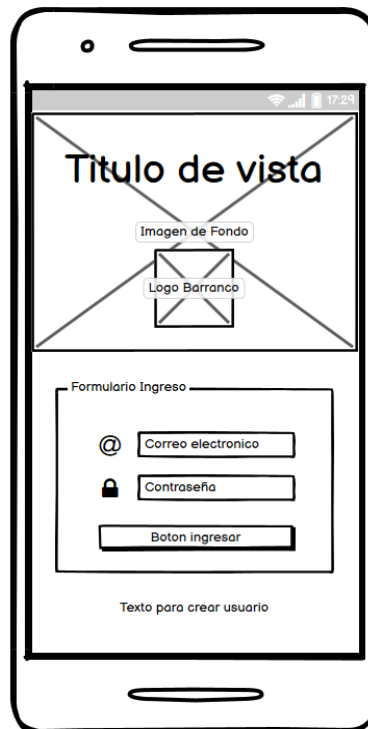 17:29
Titulo de vista
Imagen de Fondo
Logo Barranco
Formulario Ingreso
@ Correo electronico
Contraseña
Boton ingresar
Texto para crear usuario